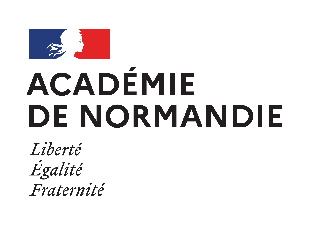 ACADÉMIE
DE NORMANDIE
Liberté
Égalité
Fraternité